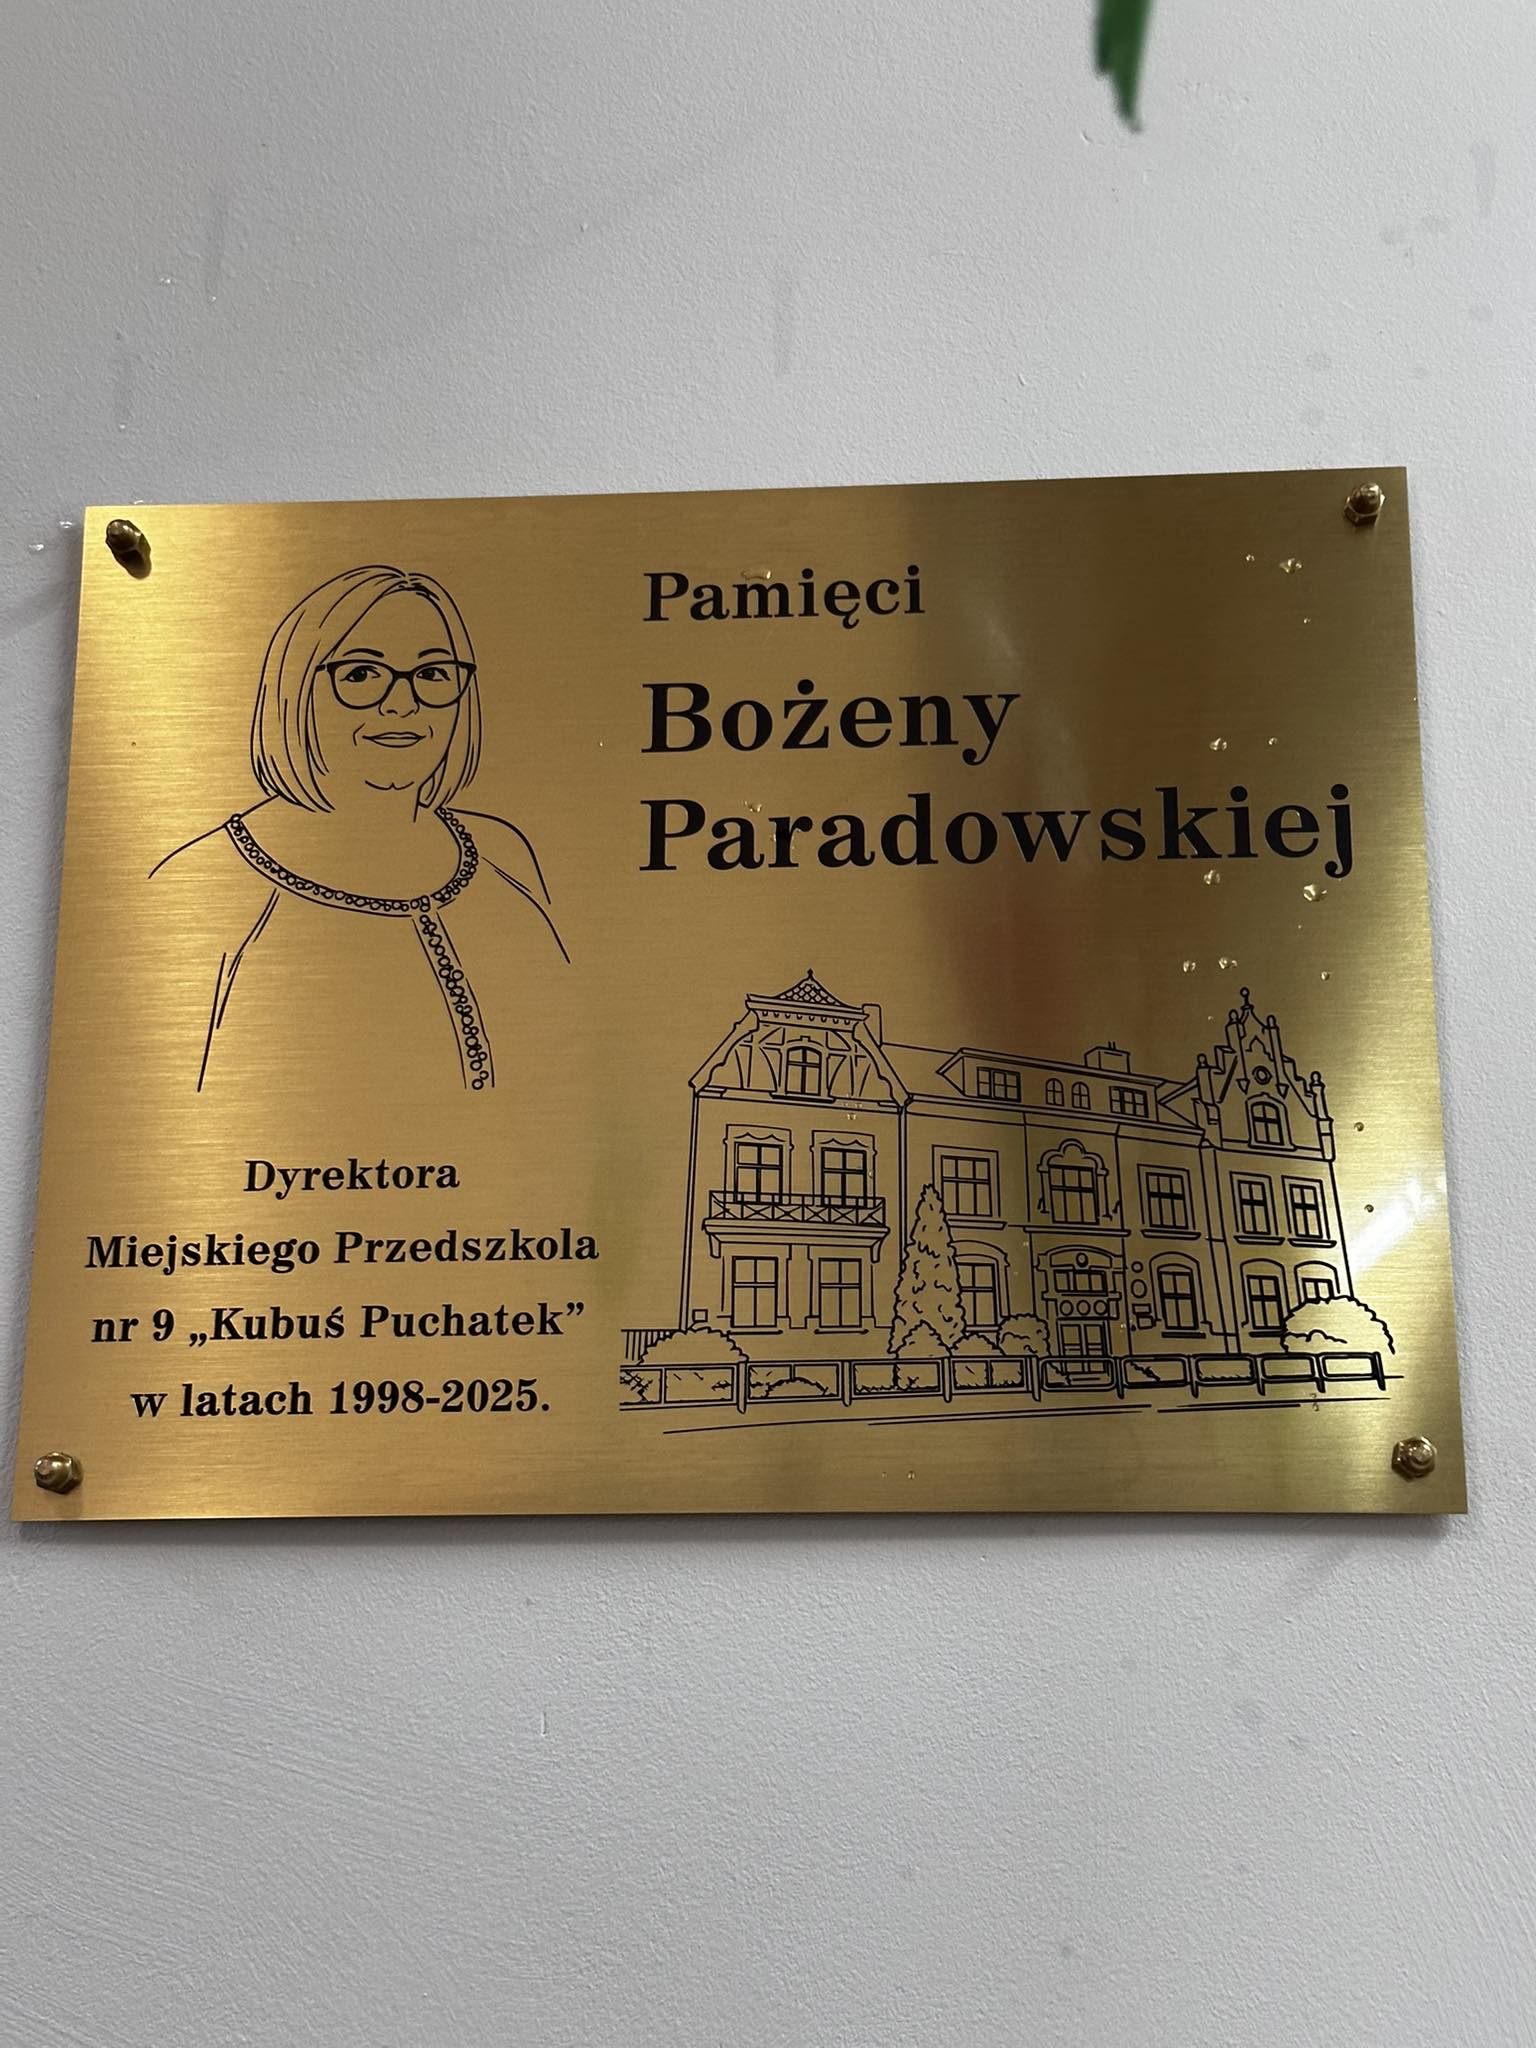 Pamięci
Bożeny
Paradowskiej
Dyrektora
Miejskiego Przedszkola
nr 9 „Kubuś Puchatek”
w latach 1998-2025.